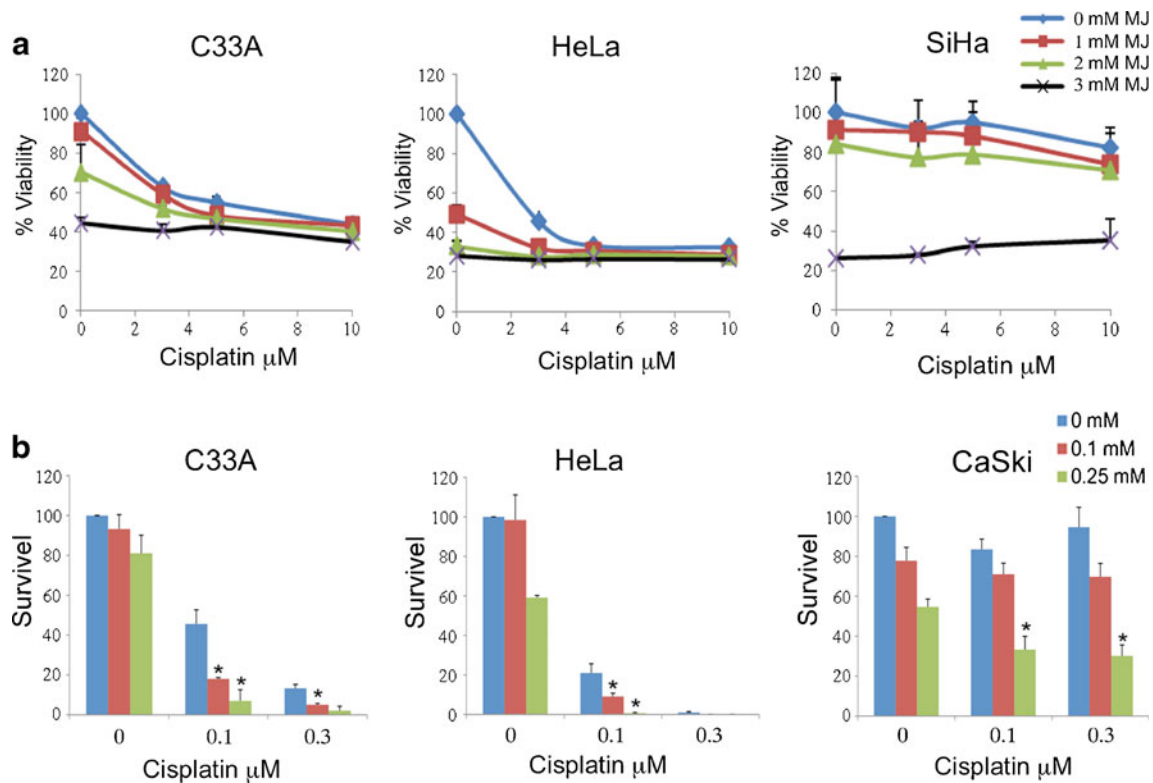 a
C33A
HeLa
SiHa
0 mM MJ
1 mM MJ
2 mM MJ
3 mM MJ
% Viability
120
100
80
60
40
20
0
0 2 4 6 8 10
Cisplatin μM
% Viability
120
100
80
60
40
20
0
0 2 4 6 8 10
Cisplatin μM
% Viability
120
100
80
60
40
20
0
0 2 4 6 8 10
Cisplatin μM
b
C33A
HeLa
CaSki
0 mM
0.1 mM
0.25 mM
Survivel
120
100
80
60
40
20
0
* * *
0 0.1 0.3
Cisplatin μM
Survivel
120
100
80
60
40
20
0
* *
0 0.1 0.3
Cisplatin μM
Survivel
120
100
80
60
40
20
0
* *
0 0.1 0.3
Cisplatin μM